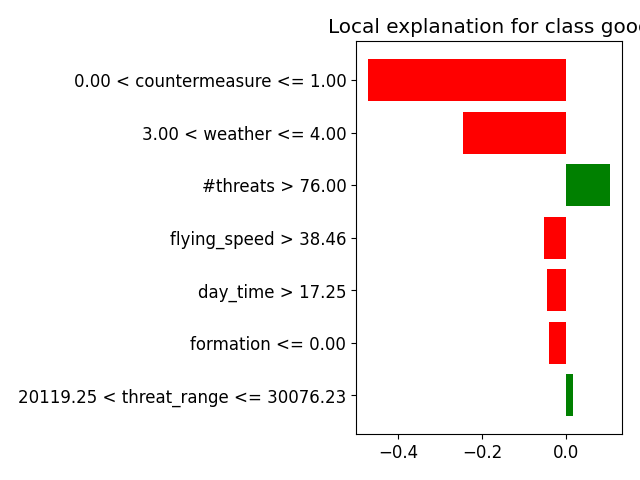 Local explanation for class good
0.00 < countermeasure <= 1.00
3.00 < weather <= 4.00
#threats > 76.00
flying_speed > 38.46
day_time > 17.25
formation <= 0.00
20119.25 < threat_range <= 30076.23
−0.4 −0.2 0.0